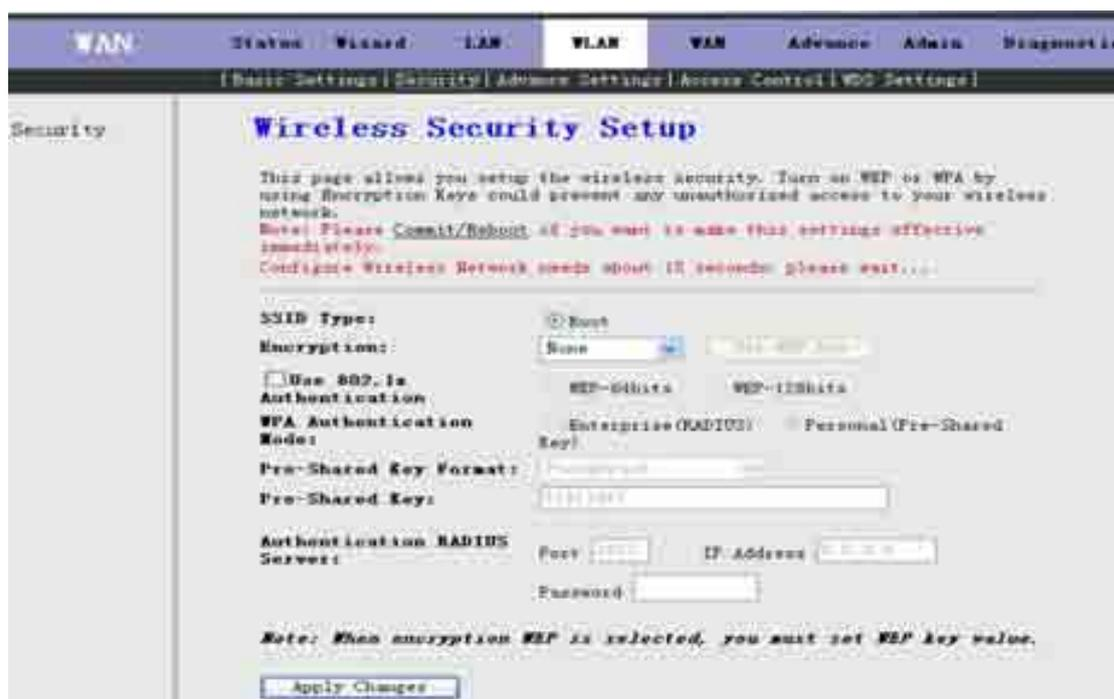 WAN
Status Wizard LAN WLAN WAN Advance Admin Diagnostic
[Basic Settings|Security|Advance Settings|Access Control|WDS Settings]
Security
Wireless Security Setup
This page allows you setup the wireless security. Turn on WEP or WPA by
using Encryption Keys could prevent any unauthorized access to your wireless
network.
Note: Please Commit/Reboot if you want to make this settings effective
immediately.
Configure Wireless Network needs about 15 seconds; please wait....
SSID Type: Root
Encryption: None Set WEP Key
Use 802.1x
Authentication
WEP-64bits WEP-128bits
WPA Authentication
Mode:
Enterprise(RADIUS) Personal(Pre-Shared
Key)
Pre-Shared Key Format:
Pre-Shared Key:
Authentication RADIUS
Server:
Port IP Address
Password
Note: When encryption WEP is selected, you must set WEP key value.
Apply Changes